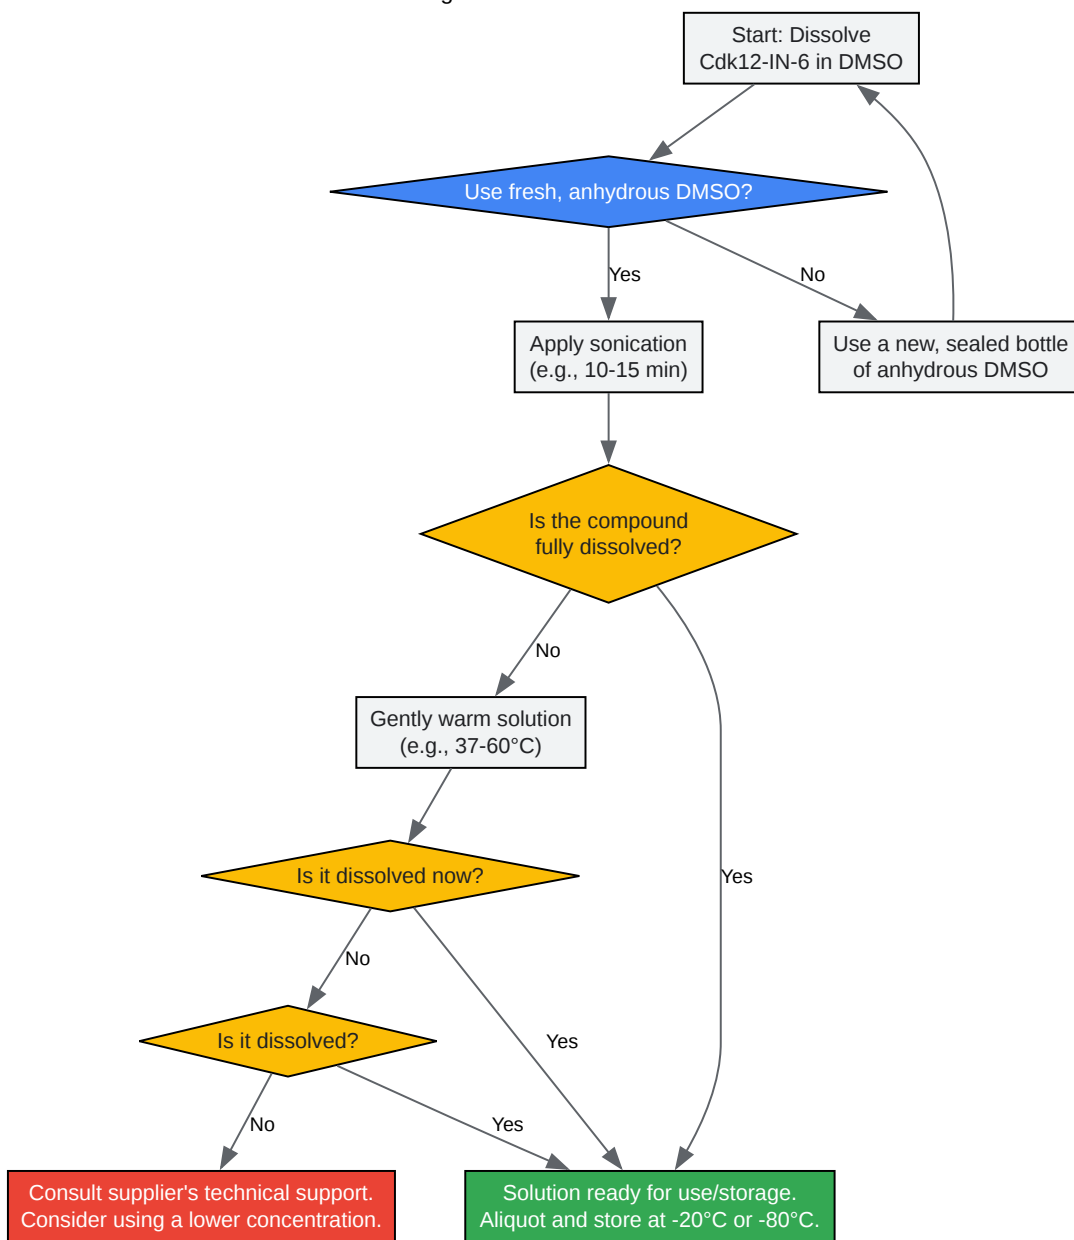 Start: Dissolve
Cdk12-IN-6 in DMSO
Use fresh, anhydrous DMSO?
Yes
No
Apply sonication
(e.g., 10-15 min)
Use a new, sealed bottle
of anhydrous DMSO
Is the compound
fully dissolved?
No
Gently warm solution
(e.g., 37-60°C)
Is it dissolved now?
Yes
No
Is it dissolved?
Yes
No
Yes
Consult supplier's technical support.
Consider using a lower concentration.
Solution ready for use/storage.
Aliquot and store at -20°C or -80°C.